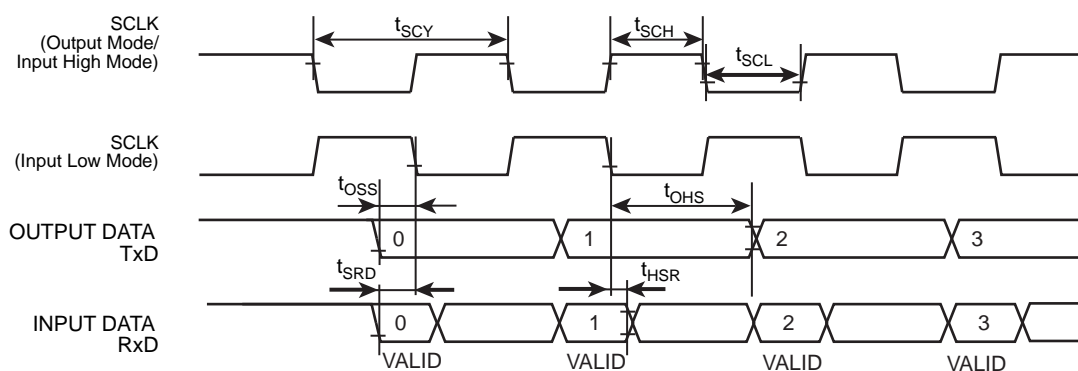 SCLK
(Output Mode/
Input High Mode)
tSCY
tSCH
tSCL
SCLK
(Input Low Mode)
tOSS
tOHS
OUTPUT DATA
TxD
0
1
2
3
tSRD
tHSR
INPUT DATA
RxD
0
1
2
3
VALID
VALID
VALID
VALID